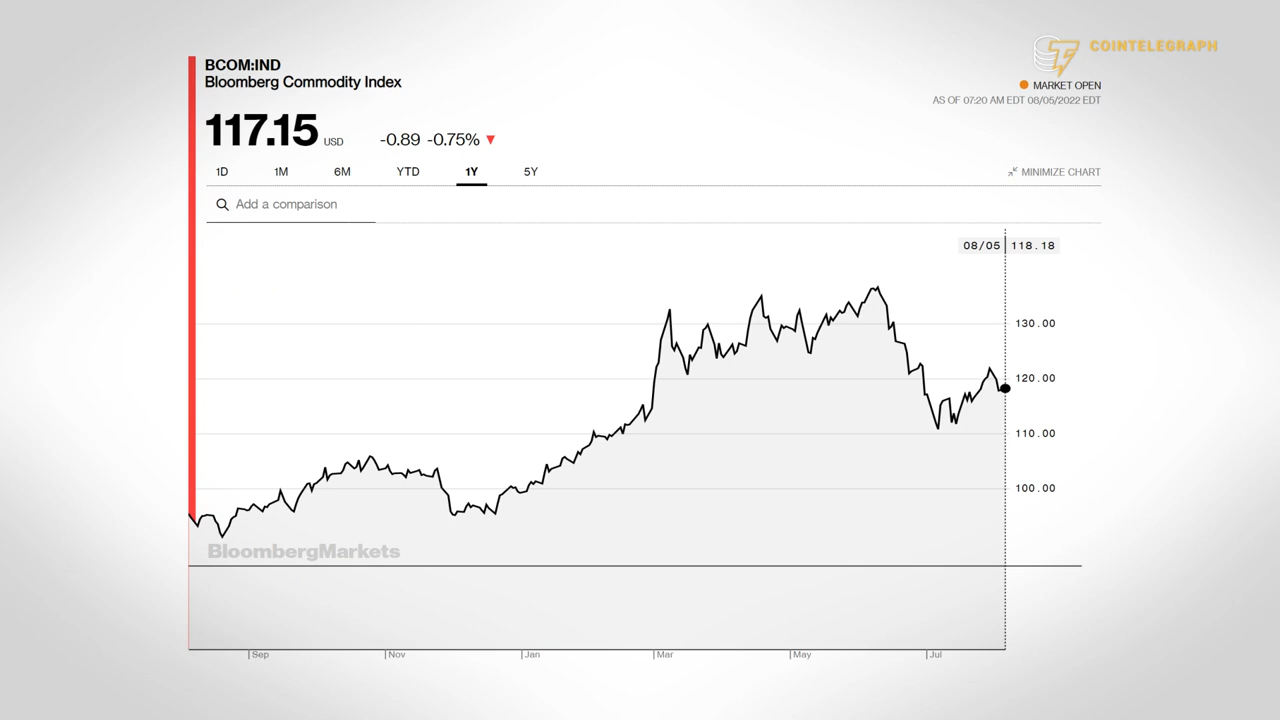 COINTELEGRAPH
BCOM:IND
Bloomberg Commodity Index
MARKET OPEN
AS OF 07:20 AM EDT 08/05/2022 EDT
117.15 USD -0.89 -0.75% ▼
1D 1M 6M YTD 1Y 5Y
MINIMIZE CHART
Add a comparison
08/05 118.18
130.00
120.00
110.00
100.00
BloombergMarkets
Sep Nov Jan Mar May Jul